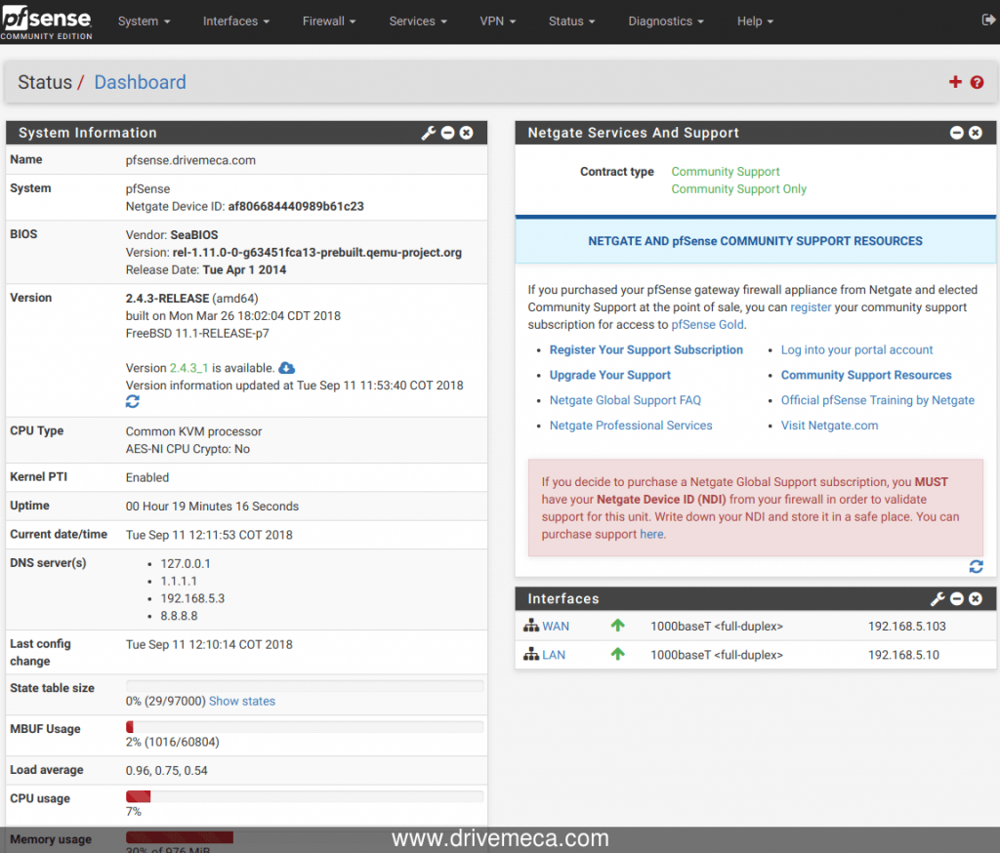 pfsense
COMMUNITY EDITION
System
Interfaces
Firewall
Services
VPN
Status
Diagnostics
Help
Status / Dashboard
System Information
Name
pfsense.drivemeca.com
System
pfSense
Netgate Device ID: af806684440989b61c23
BIOS
Vendor: SeaBIOS
Version: rel-1.11.0-0-g63451fca13-prebuilt.qemu-project.org
Release Date: Tue Apr 1 2014
Version
2.4.3-RELEASE (amd64)
built on Mon Mar 26 18:02:04 CDT 2018
FreeBSD 11.1-RELEASE-p7
Version 2.4.3_1 is available.
Version information updated at Tue Sep 11 11:53:40 COT 2018
CPU Type
Common KVM processor
AES-NI CPU Crypto: No
Kernel PTI
Enabled
Uptime
00 Hour 19 Minutes 16 Seconds
Current date/time
Tue Sep 11 12:11:53 COT 2018
DNS server(s)
• 127.0.0.1
• 1.1.1.1
• 192.168.5.3
• 8.8.8.8
Last config
change
Tue Sep 11 12:10:14 COT 2018
State table size
0% (29/97000) Show states
MBUF Usage
2% (1016/60804)
Load average
0.96, 0.75, 0.54
CPU usage
7%
Memory usage
30% of 976 MiB
Netgate Services And Support
Contract type
Community Support
Community Support Only
NETGATE AND pfSense COMMUNITY SUPPORT RESOURCES
If you purchased your pfSense gateway firewall appliance from Netgate and elected
Community Support at the point of sale, you can register your community support
subscription for access to pfSense Gold.
• Register Your Support Subscription
• Upgrade Your Support
• Netgate Global Support FAQ
• Netgate Professional Services
• Log into your portal account
• Community Support Resources
• Official pfSense Training by Netgate
• Visit Netgate.com
If you decide to purchase a Netgate Global Support subscription, you MUST
have your Netgate Device ID (NDI) from your firewall in order to validate
support for this unit. Write down your NDI and store it in a safe place. You can
purchase support here.
Interfaces
WAN 1000baseT <full-duplex> 192.168.5.103
LAN 1000baseT <full-duplex> 192.168.5.10
www.drivemeca.com